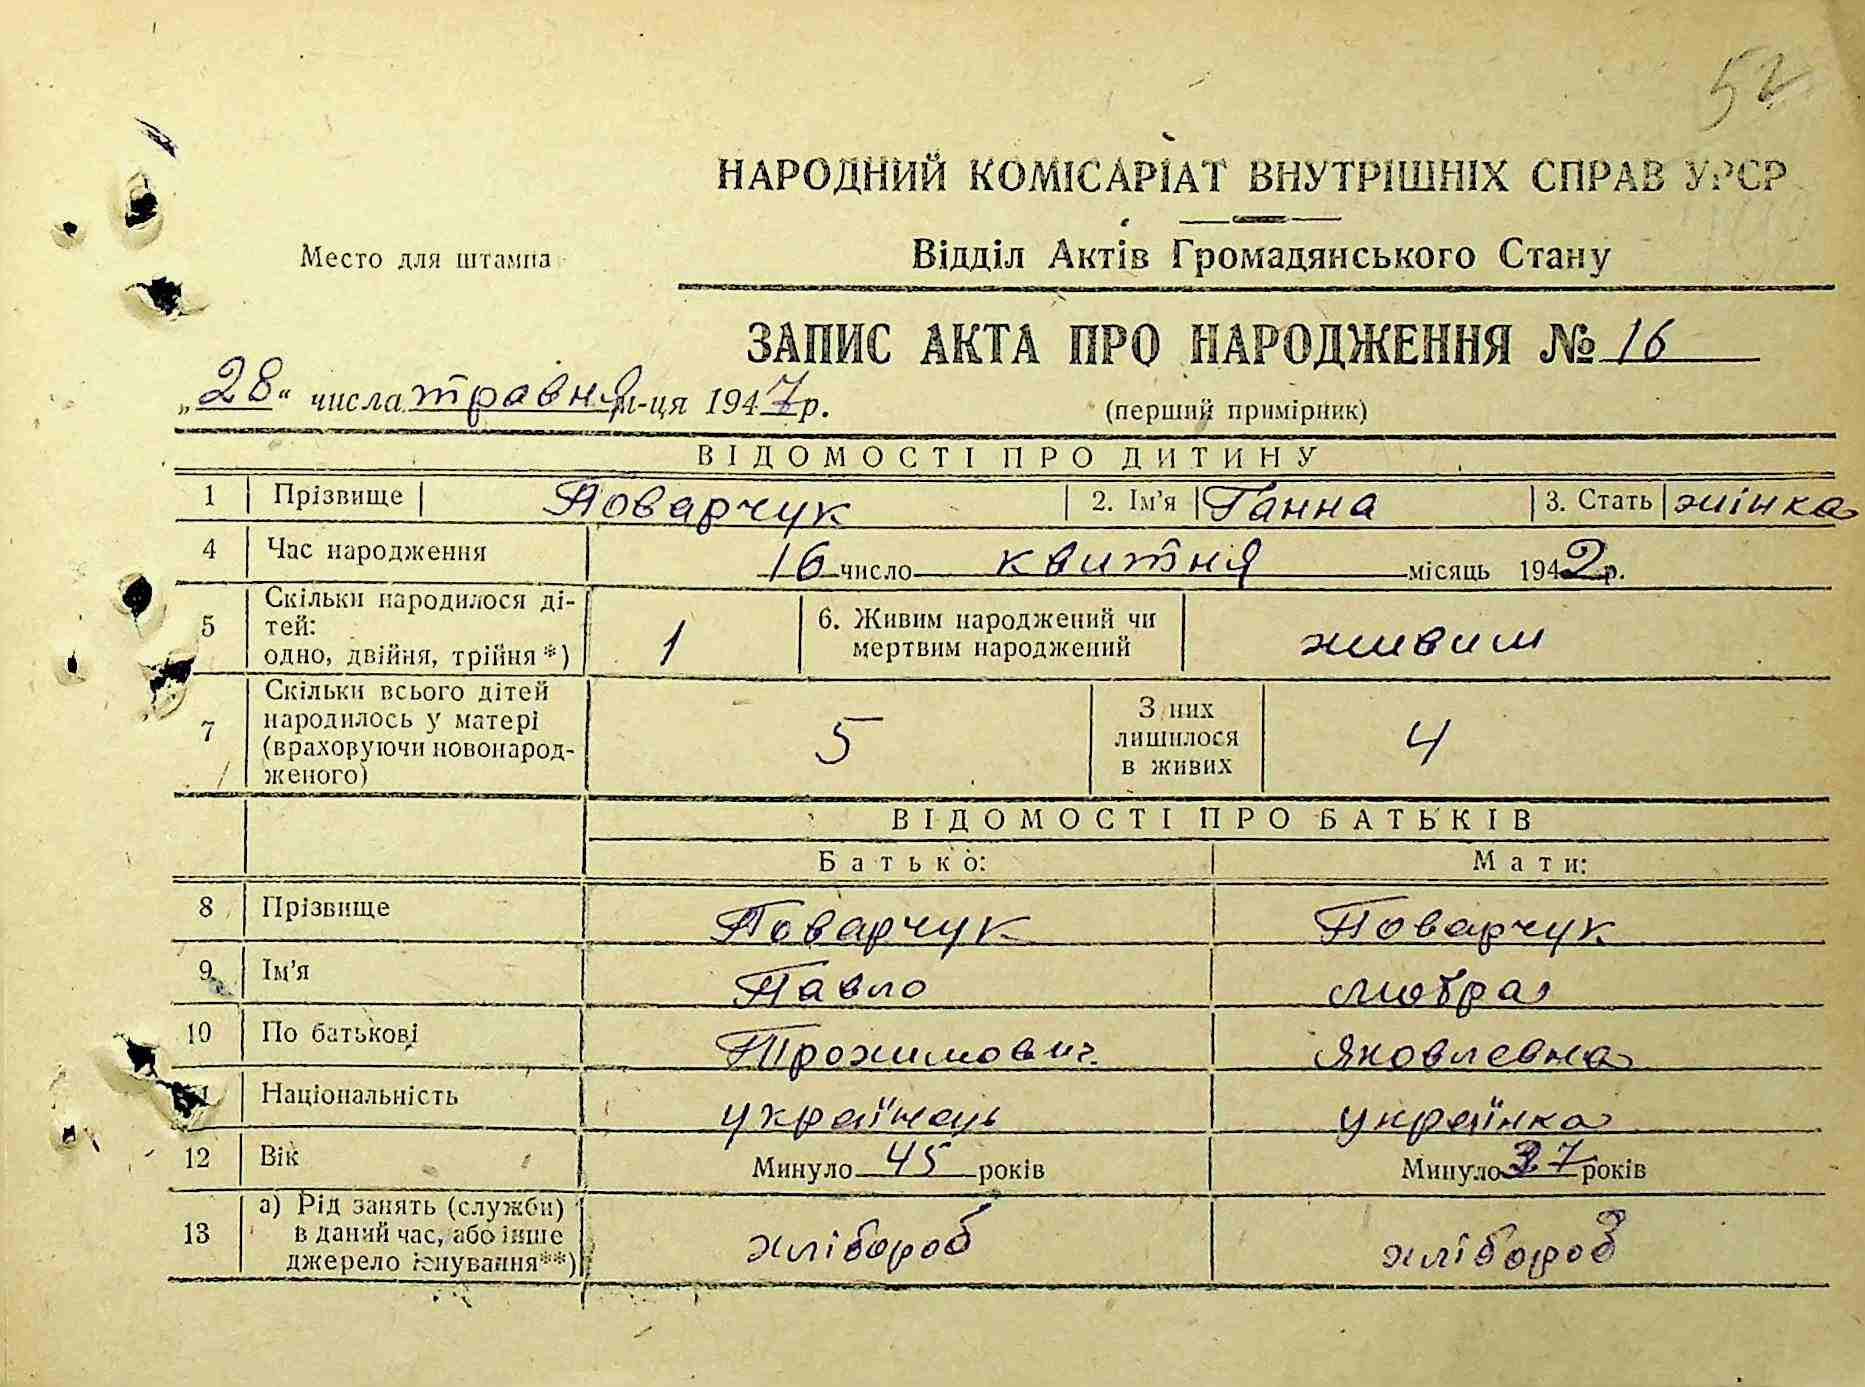 52
НАРОДНИЙ КОМІСАРІАТ ВНУТРІШНІХ СПРАВ УРСР
Место для штампа
Відділ Актів Громадянського Стану
ЗАПИС АКТА ПРО НАРОДЖЕННЯ № 16
„28“ числа травня м-ця 1947 р.
(перший примірник)
ВІДОМОСТІ ПРО ДИТИНУ
1 Прізвище Поварчук 2. Ім'я Ганна 3. Стать жінка
4 Час народження 16 число квітня місяць 1942 р.
5 Скільки народилося ді-
тей:
одно, двійня, трійня*) 1
6. Живим народжений чи
мертвим народжений живим
7 Скільки всього дітей
народилось у матері
(враховуючи новонарод-
женого) 5
З них
лишилося
в живих 4
ВІДОМОСТІ ПРО БАТЬКІВ
Батько: Мати:
8 Прізвище Поварчук Поварчук
9 Ім'я Павло
10 По батькові Трохимович Яковлевна
11 Національність українець українка
12 Вік Минуло 45 років Минуло 37 років
13 а) Рід занять (служби)
в даний час, або інше
джерело існування**) хлібороб хлібороб